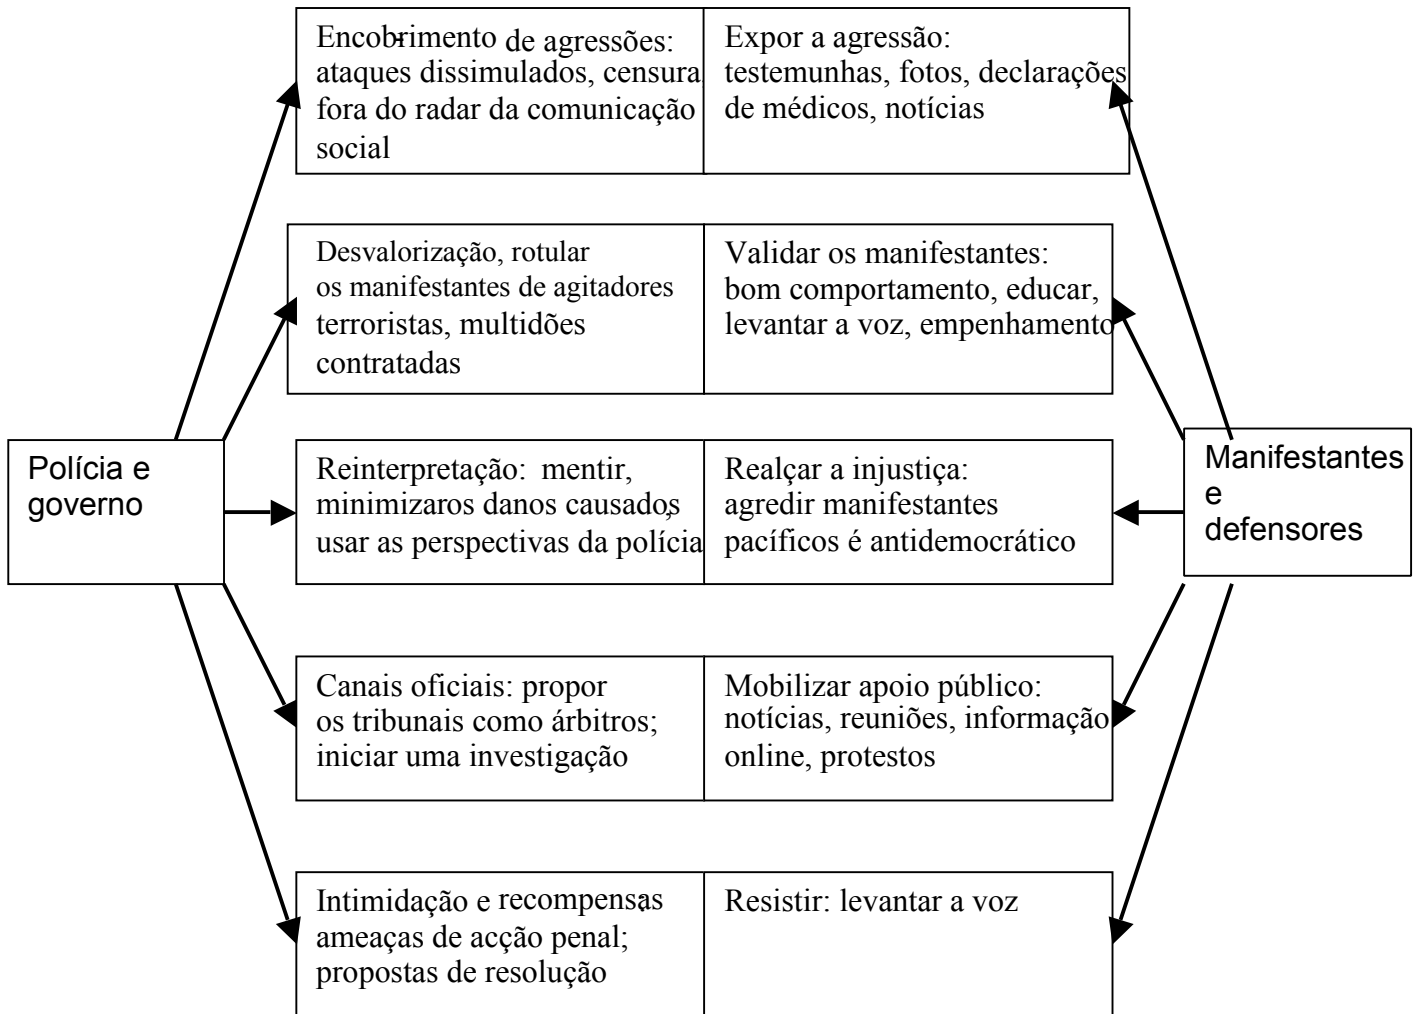 Encobrimento de agressões:
ataques dissimulados, censura,
fora do radar da comunicação
social
Expor a agressão:
testemunhas, fotos, declarações
de médicos, notícias
Desvalorização, rotular
os manifestantes de agitadores
terroristas, multidões
contratadas
Validar os manifestantes:
bom comportamento, educar,
levantar a voz, empenhamento
Polícia e
governo
Reinterpretação: mentir,
minimizaros danos causados,
usar as perspectivas da polícia
Realçar a injustiça:
agredir manifestantes
pacíficos é antidemocrático
Manifestantes
e
defensores
Canais oficiais: propor
os tribunais como árbitros;
iniciar uma investigação
Mobilizar apoio público:
notícias, reuniões, informação
online, protestos
Intimidação e recompensas:
ameaças de acção penal;
propostas de resolução
Resistir: levantar a voz